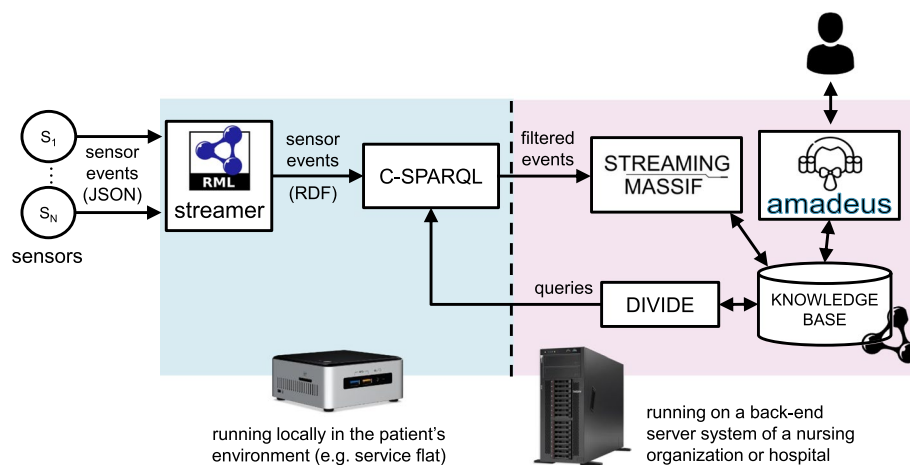 S1
SN
sensors
sensor
events
(JSON)
RML
streamer
sensor
events
(RDF)
C-SPARQL
filtered
events
STREAMING
MASSIF
amadeus
queries
DIVIDE
KNOWLEDGE
BASE
running locally in the patient's
environment (e.g. service flat)
running on a back-end
server system of a nursing
organization or hospital